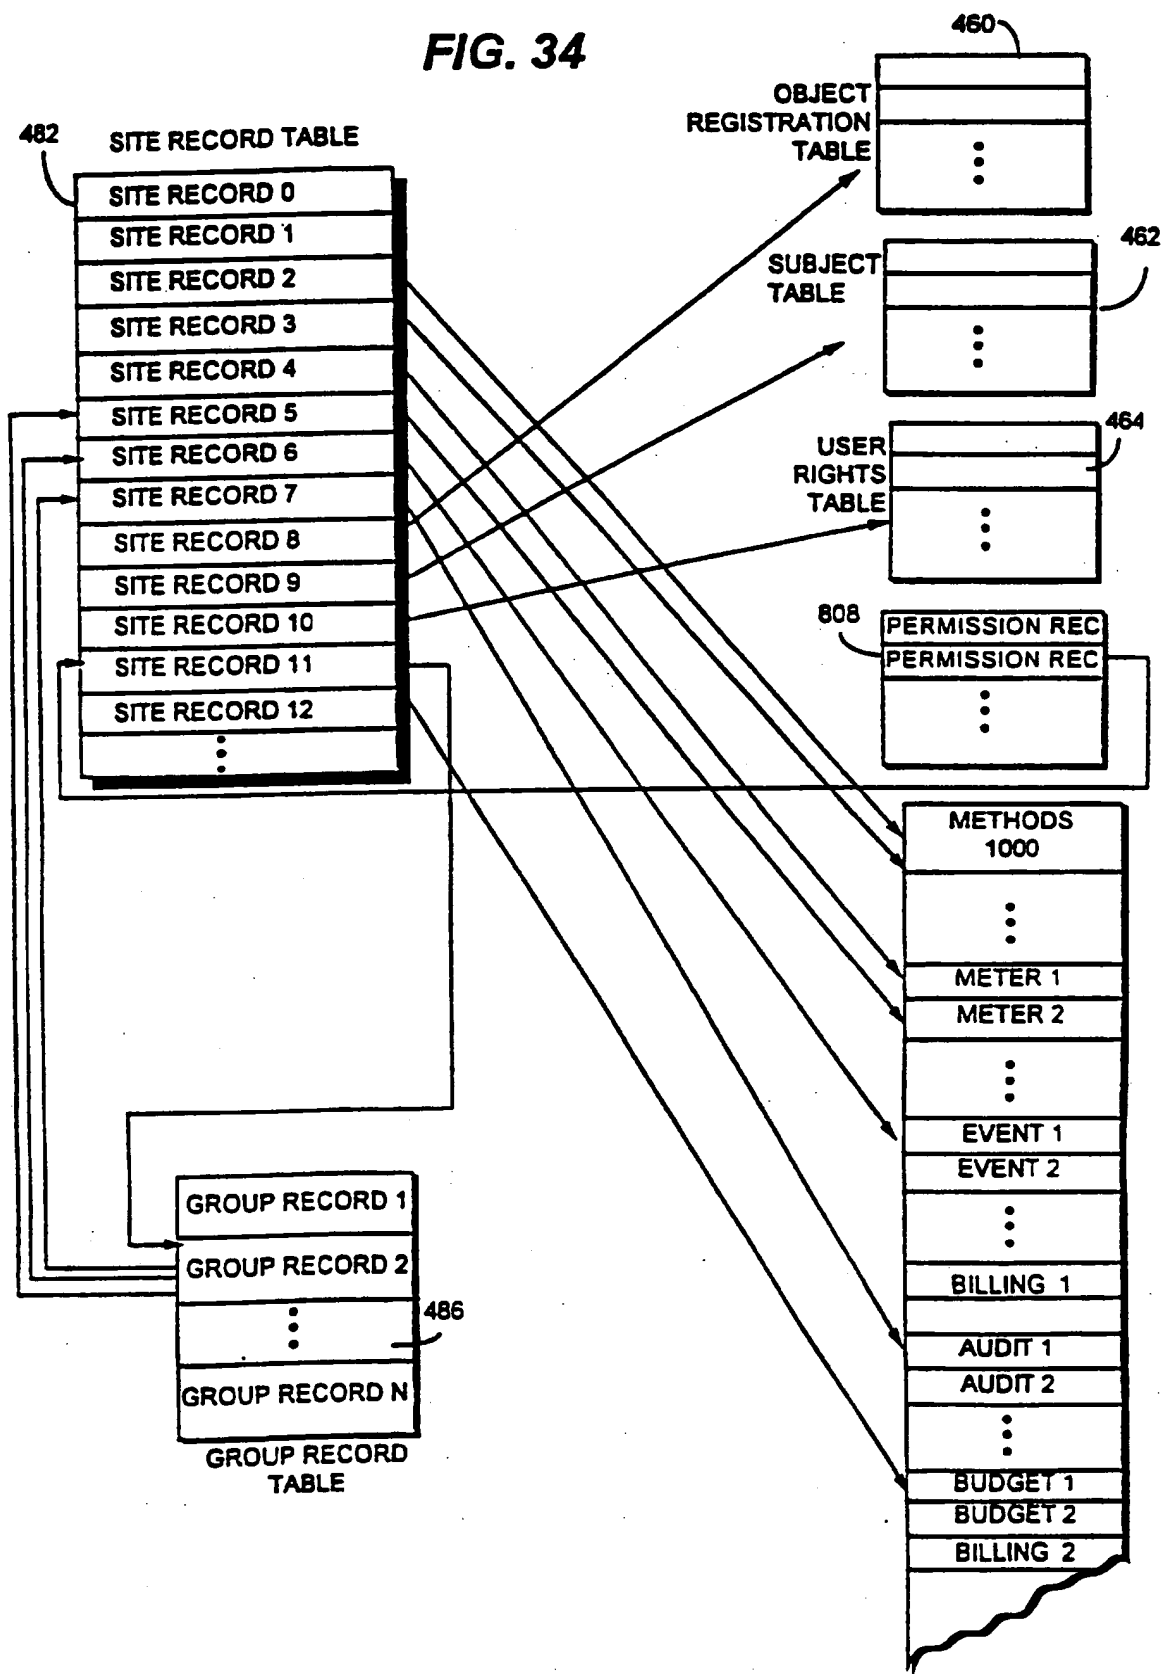 FIG. 34
482
SITE RECORD TABLE
SITE RECORD 0
SITE RECORD 1
SITE RECORD 2
SITE RECORD 3
SITE RECORD 4
SITE RECORD 5
SITE RECORD 6
SITE RECORD 7
SITE RECORD 8
SITE RECORD 9
SITE RECORD 10
SITE RECORD 11
SITE RECORD 12
460
OBJECT
REGISTRATION
TABLE
462
SUBJECT
TABLE
464
USER
RIGHTS
TABLE
808
PERMISSION REC
PERMISSION REC
METHODS
1000
METER 1
METER 2
EVENT 1
EVENT 2
BILLING 1
AUDIT 1
AUDIT 2
BUDGET 1
BUDGET 2
BILLING 2
GROUP RECORD 1
GROUP RECORD 2
486
GROUP RECORD N
GROUP RECORD
TABLE